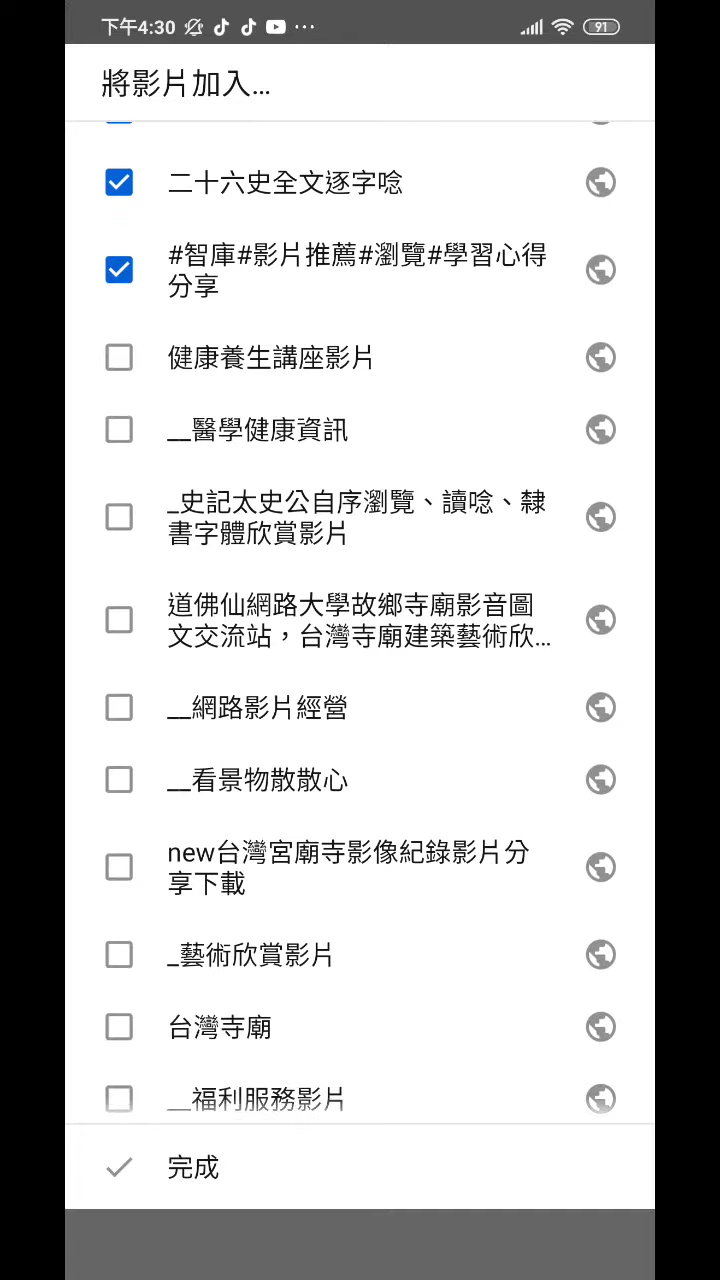 下午4:30
91
將影片加入...
二十六史全文逐字唸
#智庫#影片推薦#瀏覽#學習心得
分享
健康養生講座影片
__醫學健康資訊
_史記太史公自序瀏覽、讀唸、隸
書字體欣賞影片
道佛仙網路大學故鄉寺廟影音圖
文交流站，台灣寺廟建築藝術欣...
__網路影片經營
__看景物散散心
new台灣宮廟寺影像紀錄影片分
享下載
_藝術欣賞影片
台灣寺廟
__福利服務影片
完成